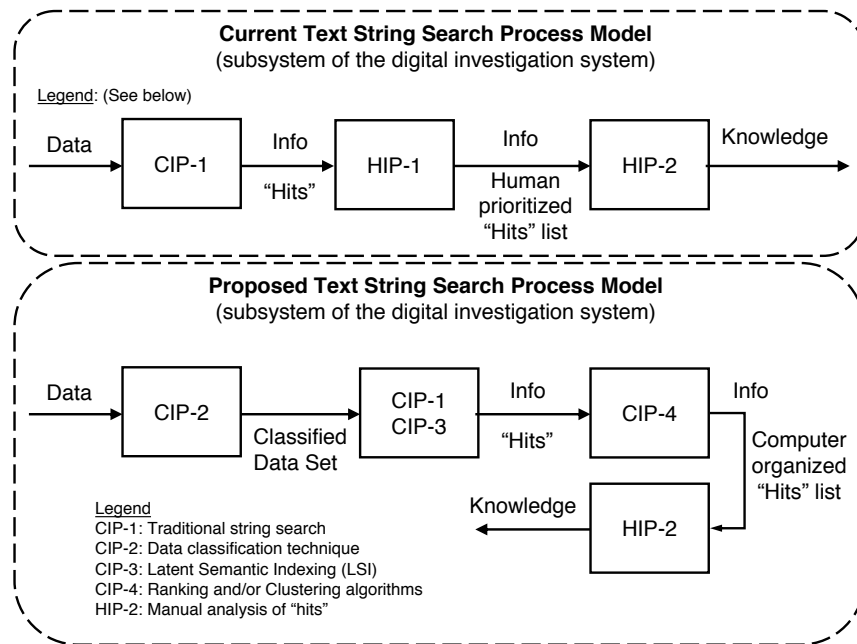 Current Text String Search Process Model
(subsystem of the digital investigation system)
Legend: (See below)
Data
CIP-1
Info
“Hits”
HIP-1
Info
Human
prioritized
“Hits” list
HIP-2
Knowledge
Proposed Text String Search Process Model
(subsystem of the digital investigation system)
Data
CIP-2
Classified
Data Set
CIP-1
CIP-3
Info
“Hits”
CIP-4
Info
Computer
organized
“Hits” list
HIP-2
Knowledge
Legend
CIP-1: Traditional string search
CIP-2: Data classification technique
CIP-3: Latent Semantic Indexing (LSI)
CIP-4: Ranking and/or Clustering algorithms
HIP-2: Manual analysis of “hits”